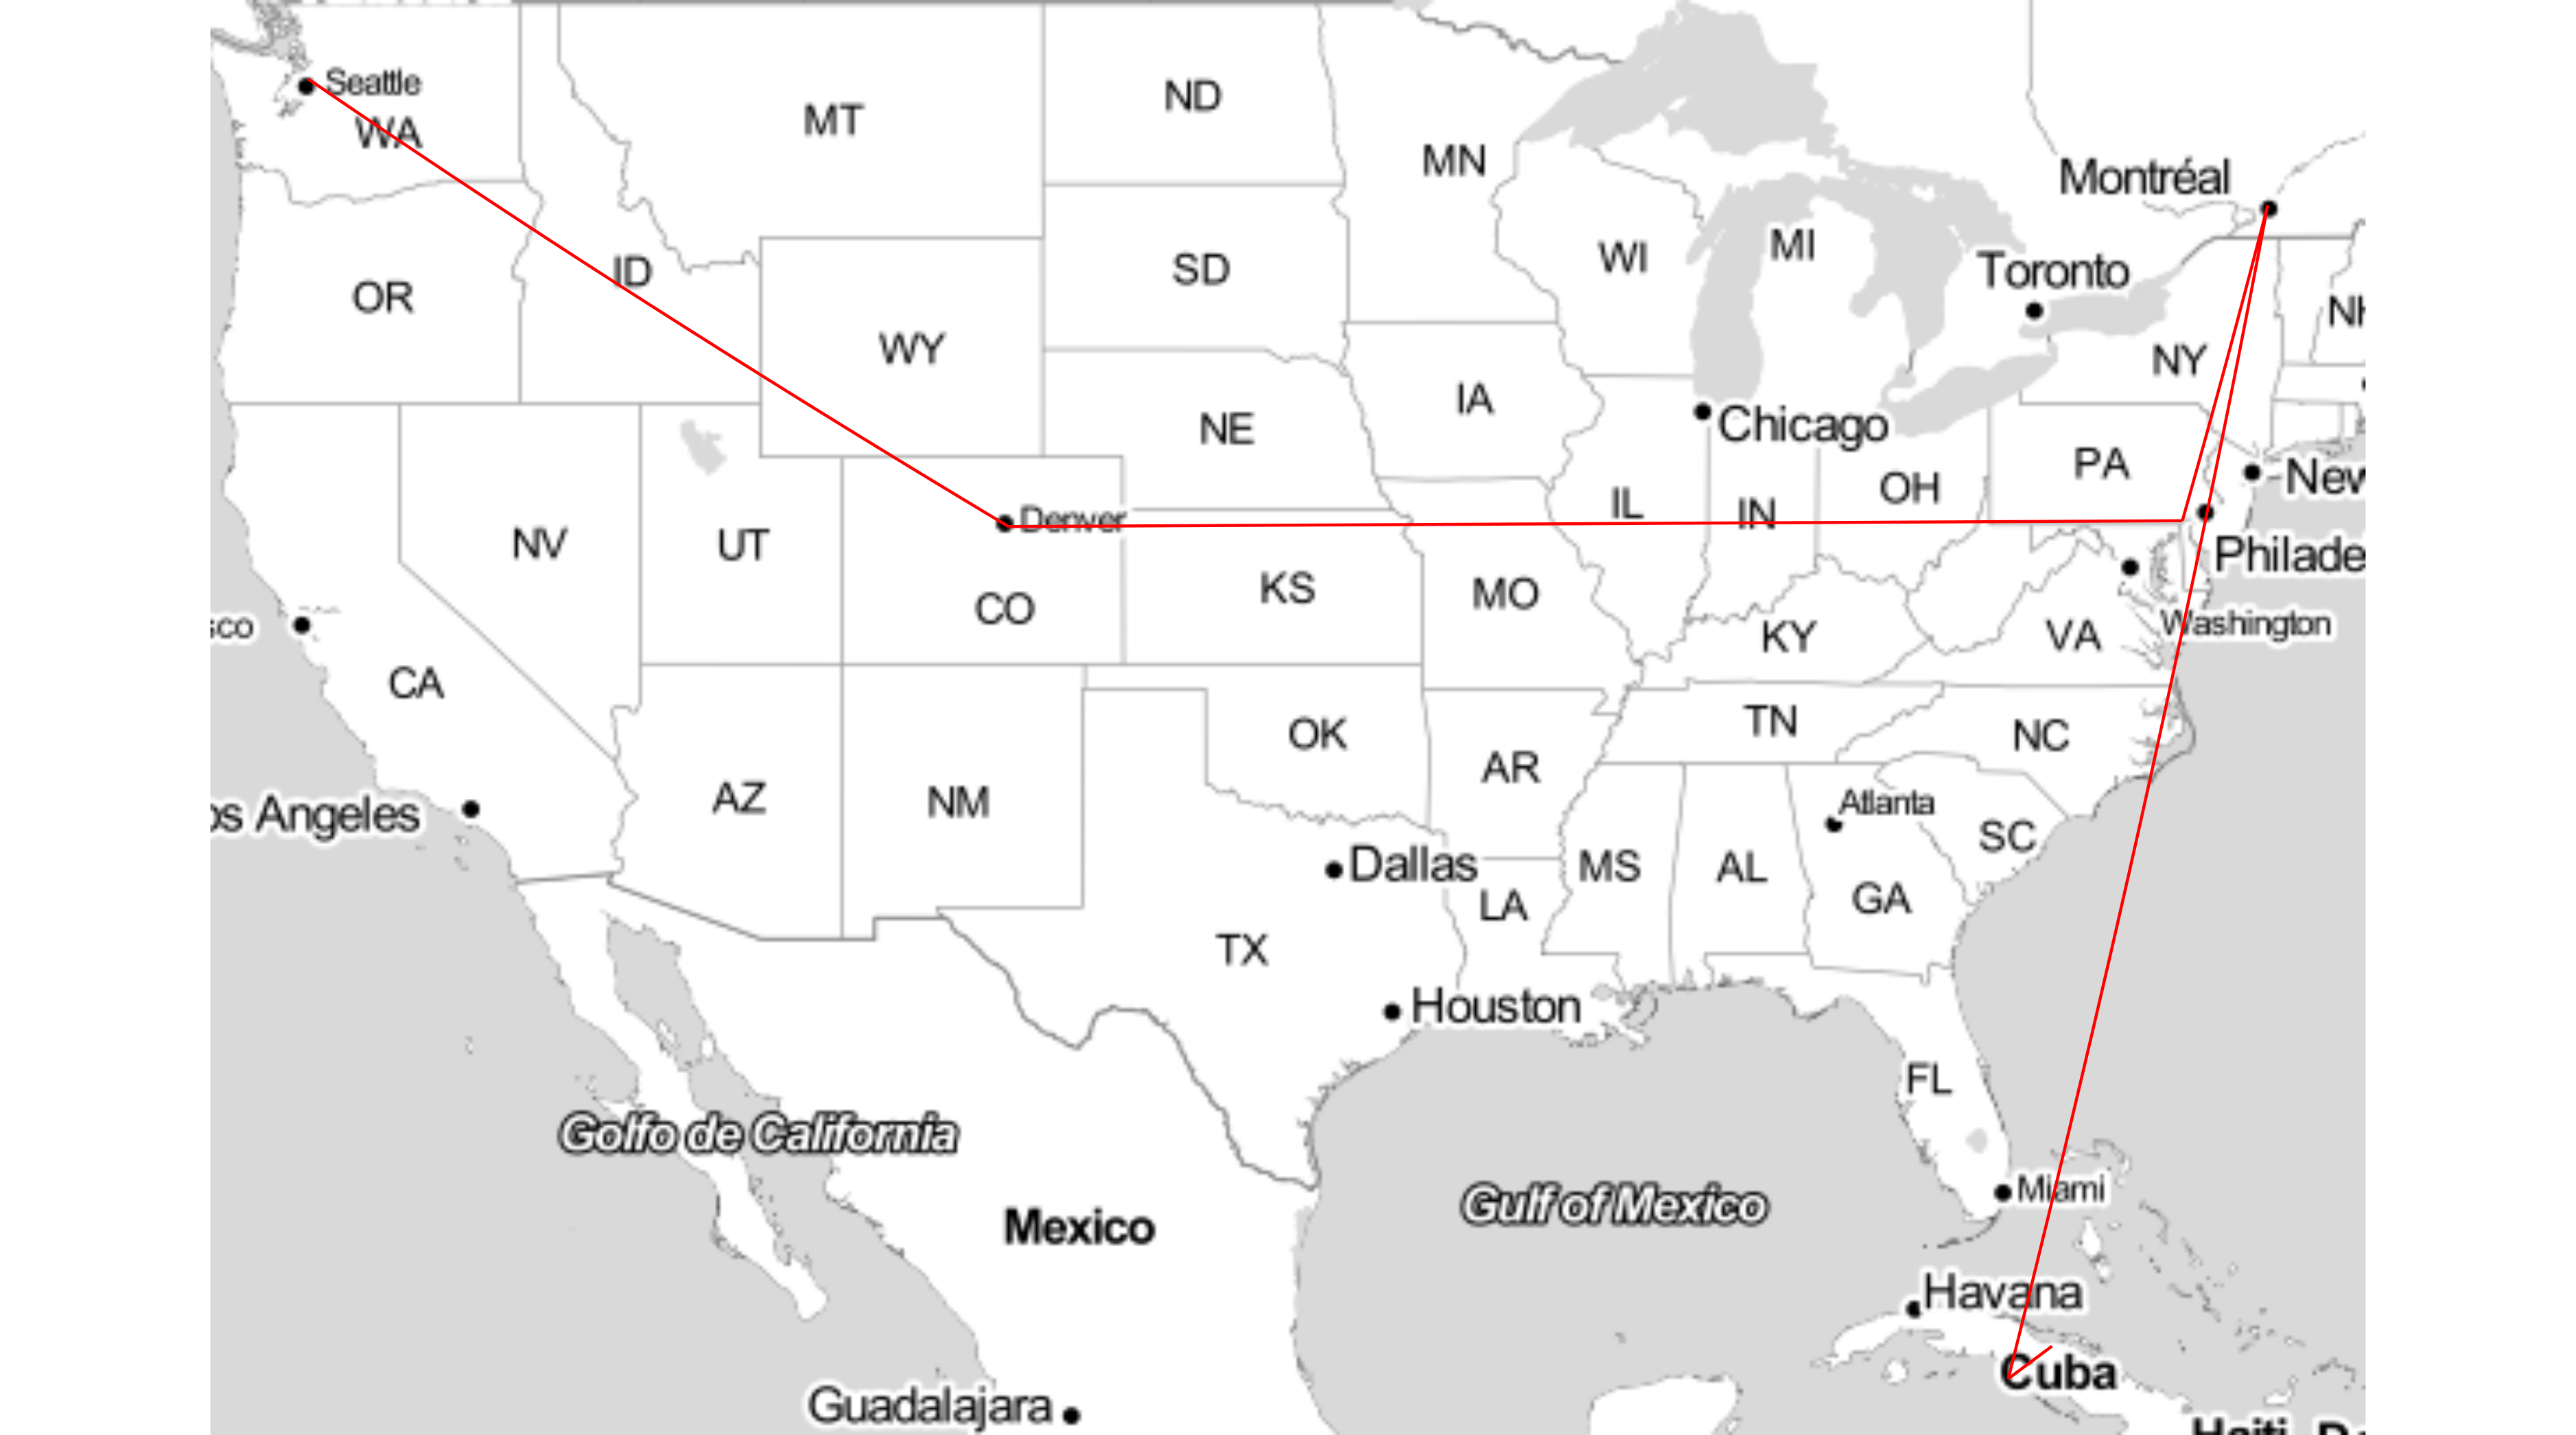 Seattle
WA
MT
ND
MN
Montréal
OR
ID
SD
WI
MI
Toronto
WY
NE
IA
NY
Chicago
PA
New
NV
UT
Denver
IL
IN
OH
Philade
CO
KS
MO
KY
VA
Washington
sco
CA
OK
TN
NC
AZ
NM
AR
Atlanta
SC
os Angeles
Dallas
MS
AL
GA
LA
TX
Houston
FL
Golfo de California
Mexico
Gulf of Mexico
Miami
Havana
Cuba
Guadalajara